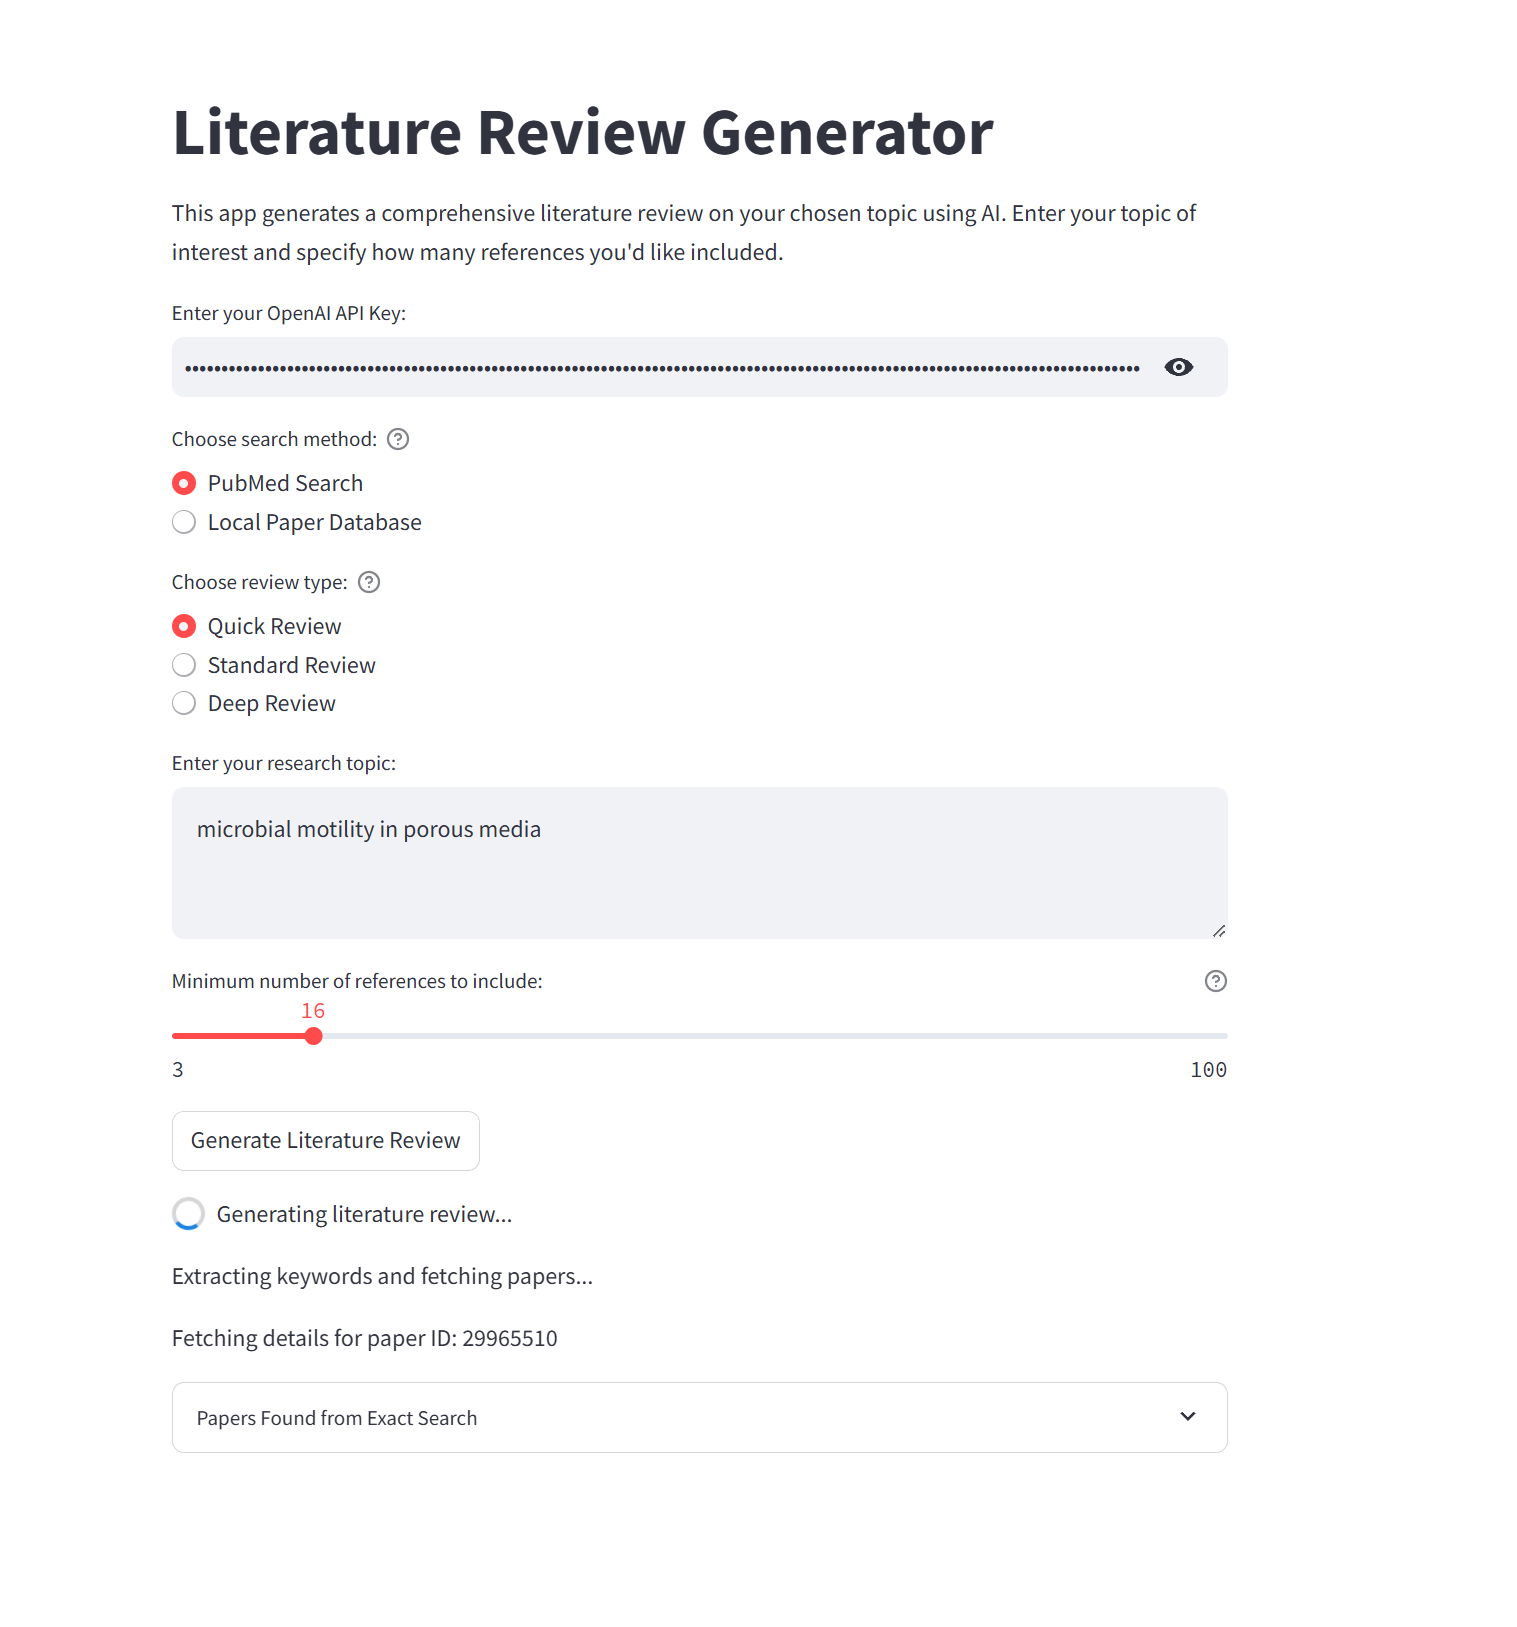 Literature Review Generator
This app generates a comprehensive literature review on your chosen topic using AI. Enter your topic of
interest and specify how many references you'd like included.
Enter your OpenAI API Key:
Choose search method:
PubMed Search
Local Paper Database
Choose review type:
Quick Review
Standard Review
Deep Review
Enter your research topic:
microbial motility in porous media
Minimum number of references to include:
16
3 100
Generate Literature Review
Generating literature review...
Extracting keywords and fetching papers...
Fetching details for paper ID: 29965510
Papers Found from Exact Search